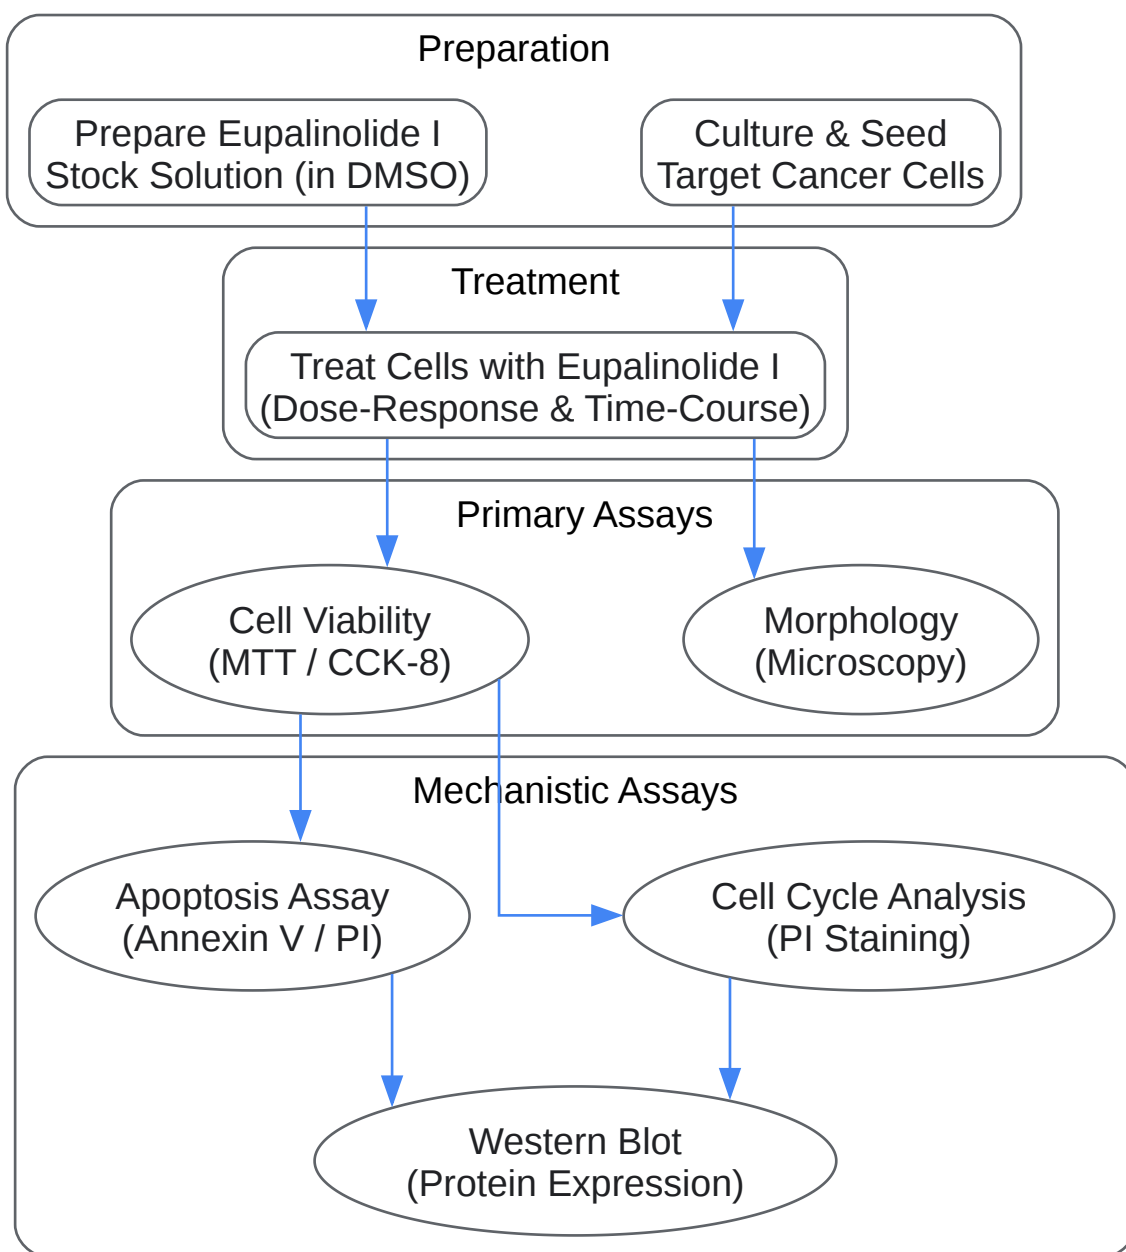 Preparation
Prepare Eupalinolide I
Stock Solution (in DMSO)
Culture & Seed
Target Cancer Cells
Treatment
Treat Cells with Eupalinolide I
(Dose-Response & Time-Course)
Primary Assays
Cell Viability
(MTT / CCK-8)
Morphology
(Microscopy)
Mechanistic Assays
Apoptosis Assay
(Annexin V / PI)
Cell Cycle Analysis
(PI Staining)
Western Blot
(Protein Expression)